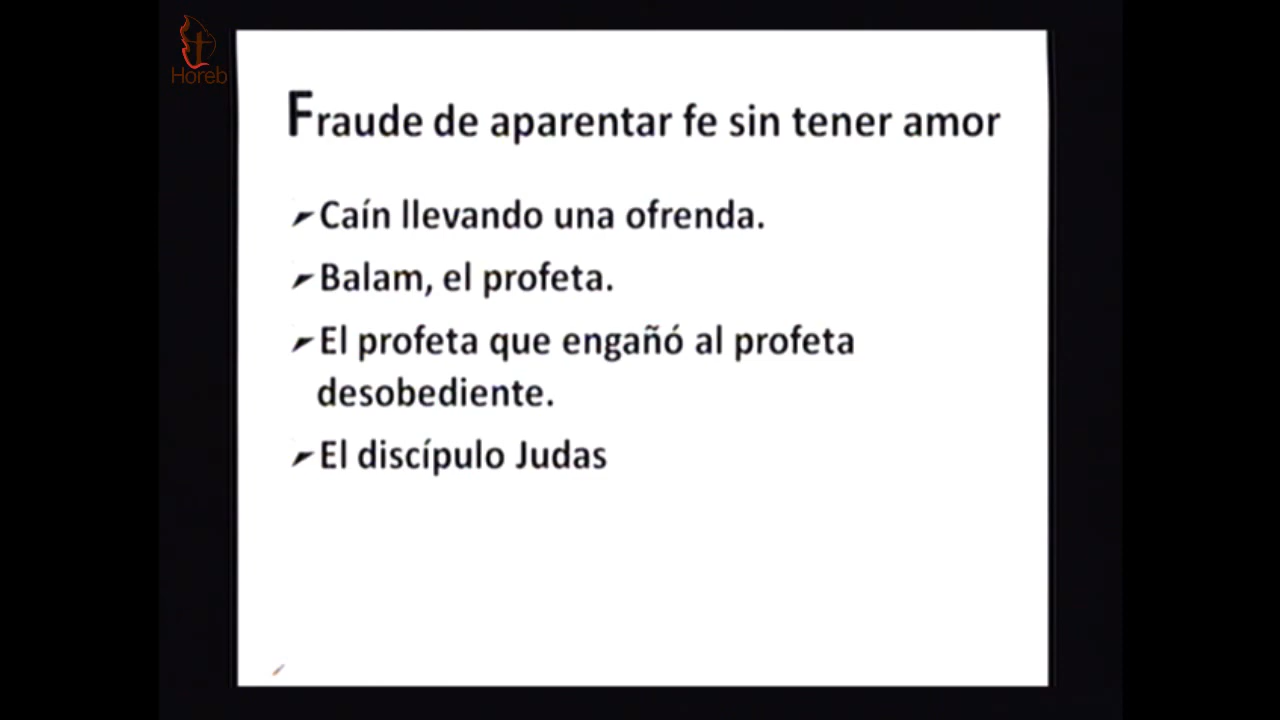 Horeb
Fraude de aparentar fe sin tener amor
Caín llevando una ofrenda.
Balam, el profeta.
El profeta que engañó al profeta
desobediente.
El discípulo Judas